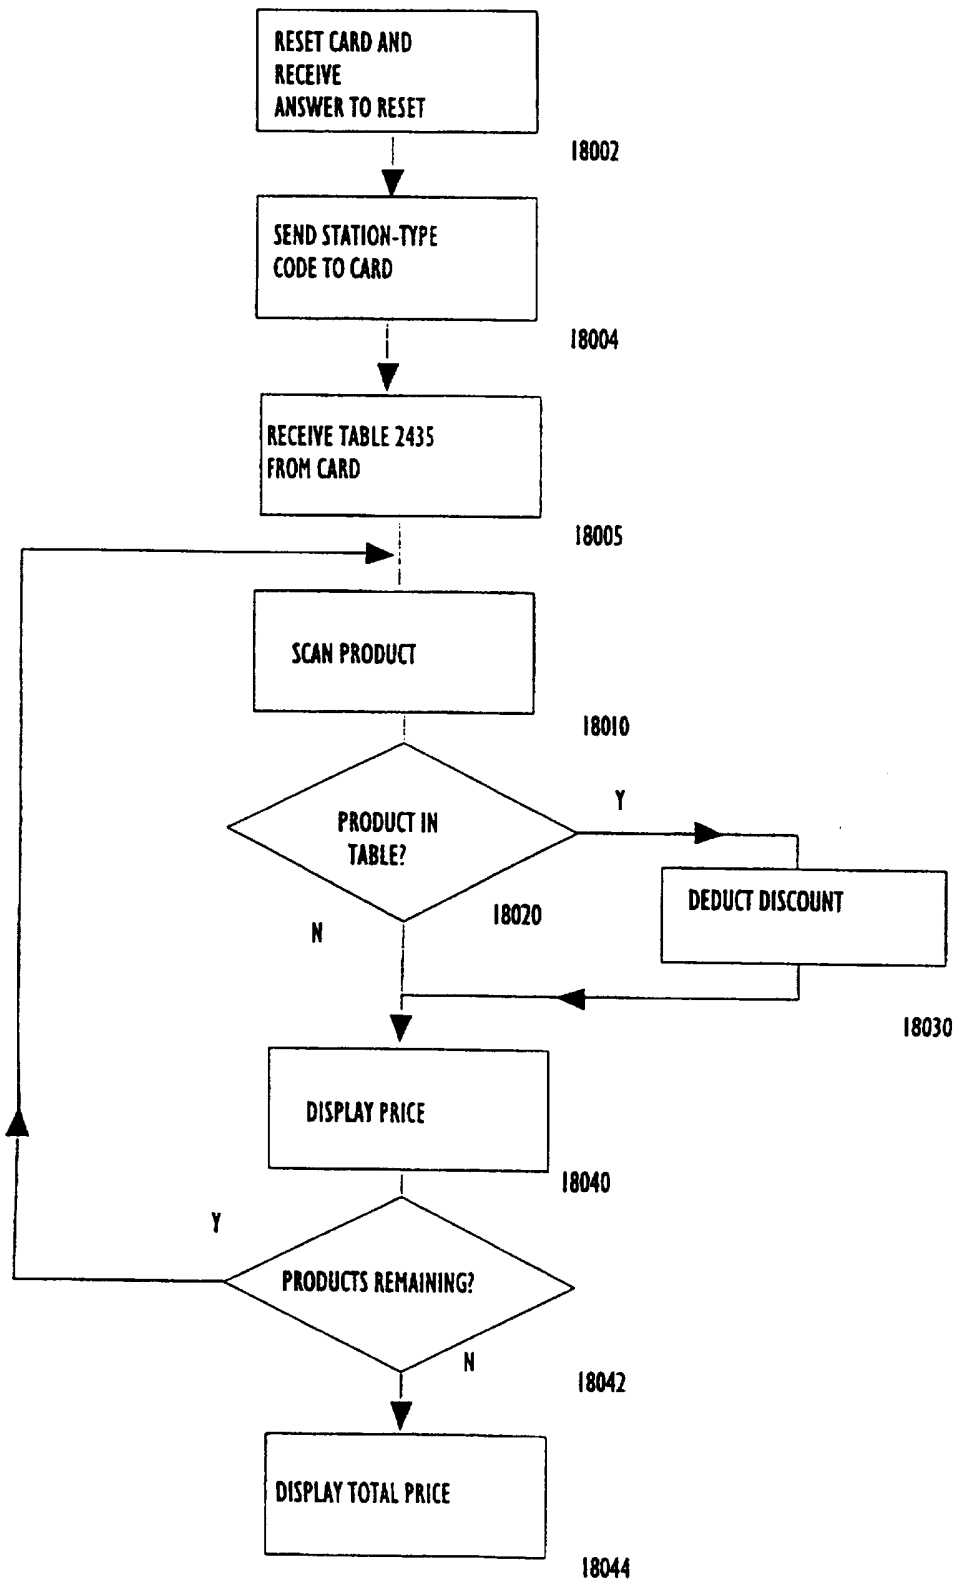 RESET CARD AND
RECEIVE
ANSWER TO RESET
18002
SEND STATION-TYPE
CODE TO CARD
18004
RECEIVE TABLE 2435
FROM CARD
18005
SCAN PRODUCT
18010
PRODUCT IN
TABLE?
Y
18020
N
DEDUCT DISCOUNT
18030
DISPLAY PRICE
18040
Y
PRODUCTS REMAINING?
N
18042
DISPLAY TOTAL PRICE
18044